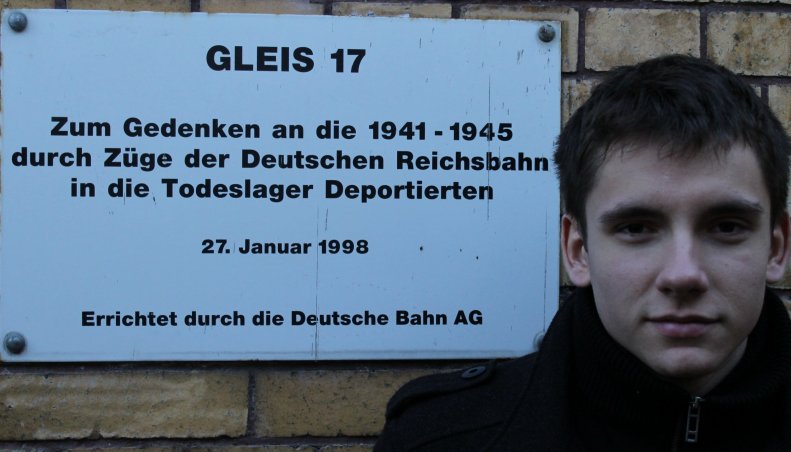 GLEIS 17
Zum Gedenken an die 1941 - 1945
durch Züge der Deutschen Reichsbahn
in die Todeslager Deportierten
27. Januar 1998
Errichtet durch die Deutsche Bahn AG